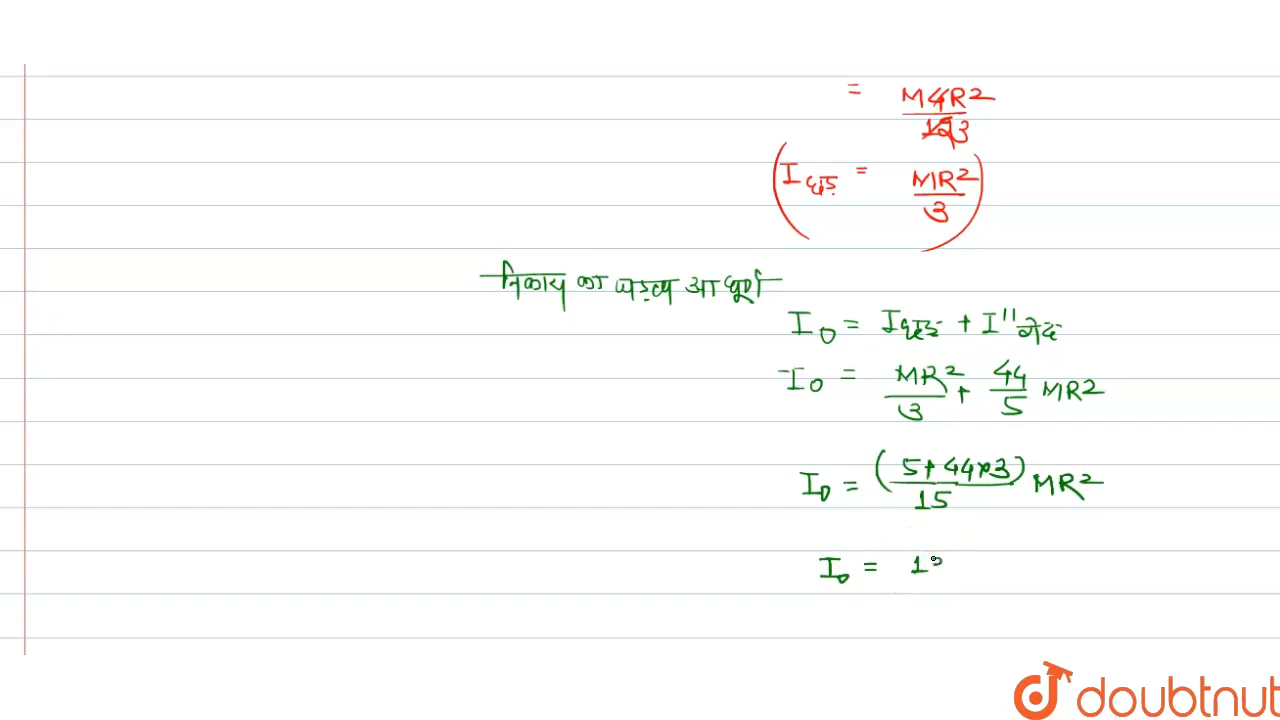 = M4R²/12 3
I छड़ = MR²/3
निकाय का जड़त्व आघूर्ण
I₀ = I छड़ + I'' गेंद
I₀ = MR²/3 + 44/5 MR²
I₀ = (5+44×3)/15 MR²
I₀ = 1
doubtnut